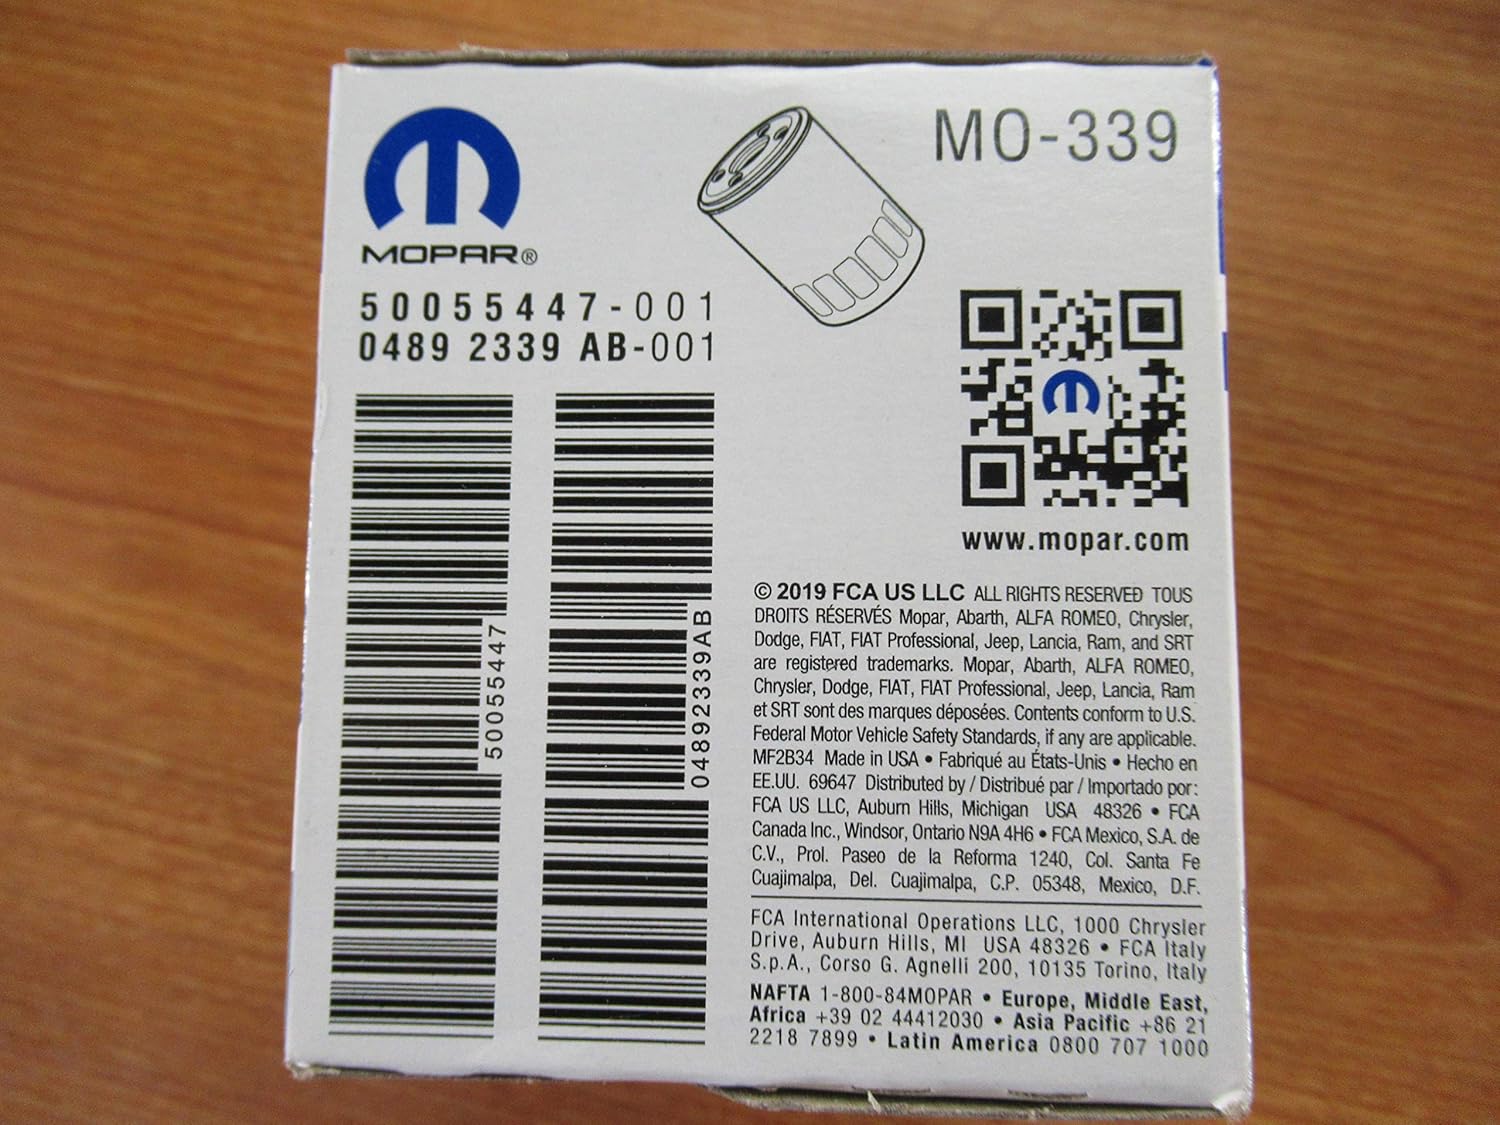 MOPAR®
MO-339
50055447-001
0489 2339 AB-001
50055447
04892339AB
www.mopar.com
© 2019 FCA US LLC ALL RIGHTS RESERVED TOUS
DROITS RÉSERVÉS Mopar, Abarth, ALFA ROMEO, Chrysler,
Dodge, FIAT, FIAT Professional, Jeep, Lancia, Ram, and SRT
are registered trademarks. Mopar, Abarth, ALFA ROMEO,
Chrysler, Dodge, FIAT, FIAT Professional, Jeep, Lancia, Ram
et SRT sont des marques déposées. Contents conform to U.S.
Federal Motor Vehicle Safety Standards, if any are applicable.
MF2B34 Made in USA • Fabriqué au États-Unis • Hecho en
EE.UU. 69647 Distributed by / Distribué par / Importado por:
FCA US LLC, Auburn Hills, Michigan USA 48326 • FCA
Canada Inc., Windsor, Ontario N9A 4H6 • FCA Mexico, S.A. de
C.V., Prol. Paseo de la Reforma 1240, Col. Santa Fe
Cuajimalpa, Del. Cuajimalpa, C.P. 05348, Mexico, D.F.
FCA International Operations LLC, 1000 Chrysler
Drive, Auburn Hills, MI USA 48326 • FCA Italy
S.p.A., Corso G. Agnelli 200, 10135 Torino, Italy
NAFTA 1-800-84MOPAR • Europe, Middle East,
Africa +39 02 44412030 • Asia Pacific +86 21
2218 7899 • Latin America 0800 707 1000